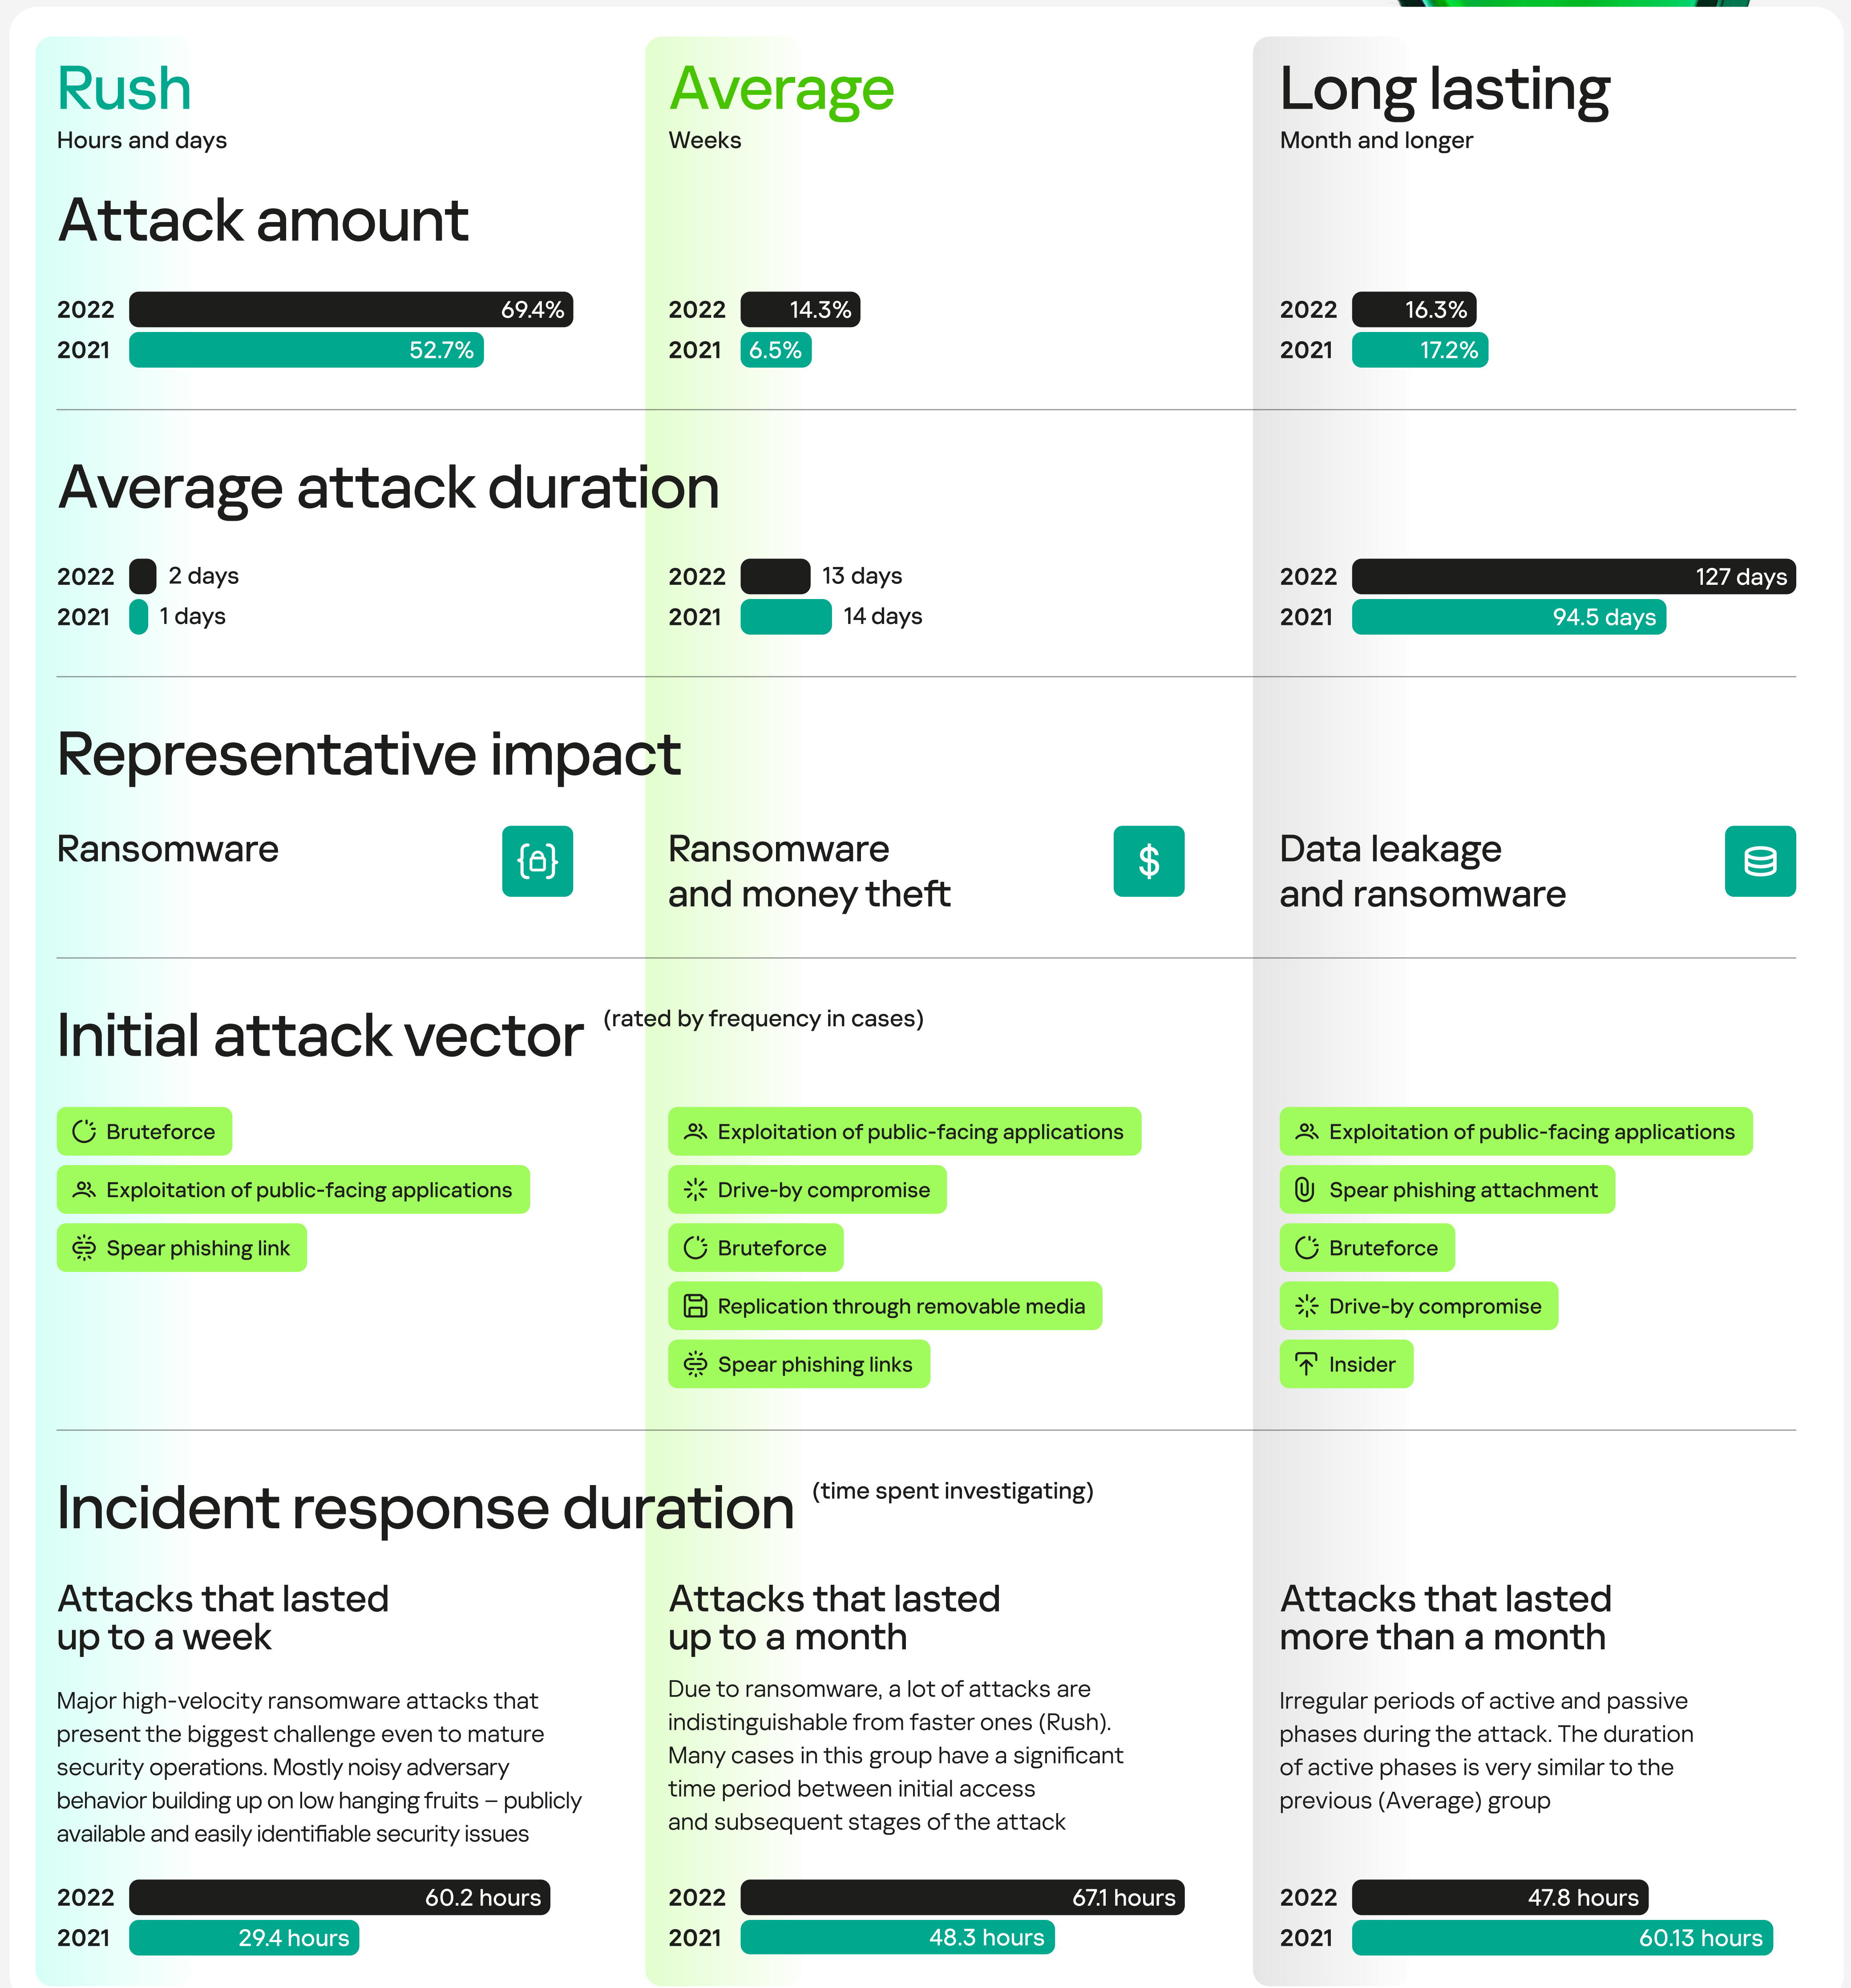 Rush
Hours and days
Average
Weeks
Long lasting
Month and longer
Attack amount
2022 69.4%
2021 52.7%
2022 14.3%
2021 6.5%
2022 16.3%
2021 17.2%
Average attack duration
2022 2 days
2021 1 days
2022 13 days
2021 14 days
2022 127 days
2021 94.5 days
Representative impact
Ransomware
Ransomware
and money theft
$
Data leakage
and ransomware
Initial attack vector (rated by frequency in cases)
Bruteforce
Exploitation of public-facing applications
Spear phishing link
Exploitation of public-facing applications
Drive-by compromise
Bruteforce
Replication through removable media
Spear phishing links
Exploitation of public-facing applications
Spear phishing attachment
Bruteforce
Drive-by compromise
Insider
Incident response duration (time spent investigating)
Attacks that lasted
up to a week
Major high-velocity ransomware attacks that
present the biggest challenge even to mature
security operations. Mostly noisy adversary
behavior building up on low hanging fruits – publicly
available and easily identifiable security issues
2022 60.2 hours
2021 29.4 hours
Attacks that lasted
up to a month
Due to ransomware, a lot of attacks are
indistinguishable from faster ones (Rush).
Many cases in this group have a significant
time period between initial access
and subsequent stages of the attack
2022 67.1 hours
2021 48.3 hours
Attacks that lasted
more than a month
Irregular periods of active and passive
phases during the attack. The duration
of active phases is very similar to the
previous (Average) group
2022 47.8 hours
2021 60.13 hours